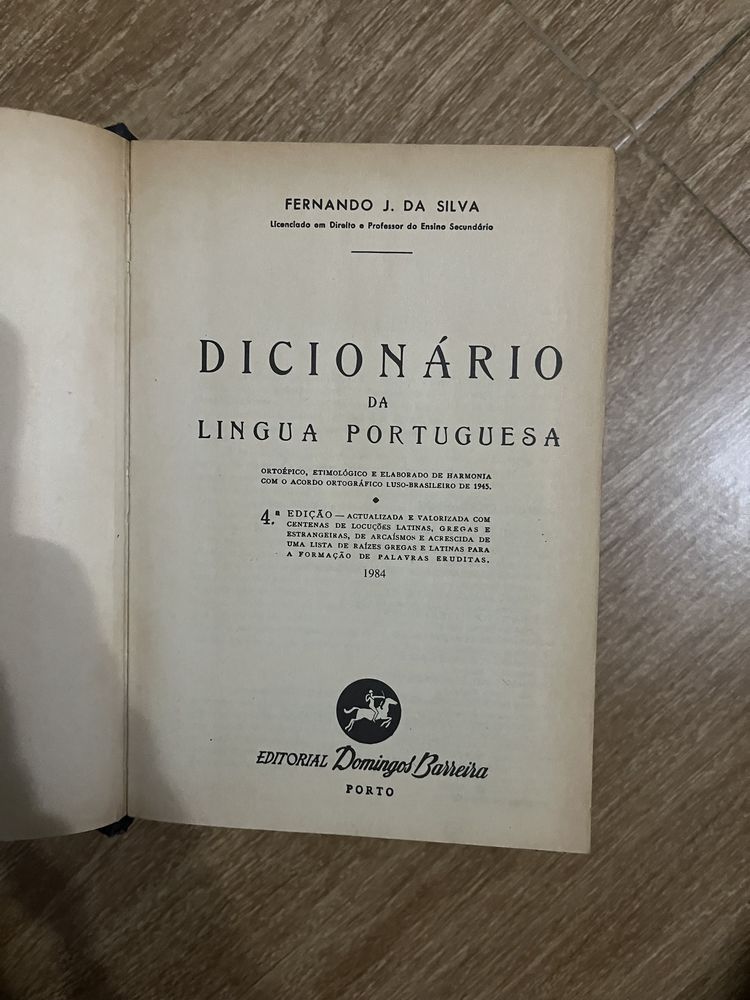 FERNANDO J. DA SILVA
Licenciado em Direito e Professor do Ensino Secundário
DICIONÁRIO
DA
LINGUA PORTUGUESA
ORTOÉPICO, ETIMOLÓGICO E ELABORADO DE HARMONIA
COM O ACORDO ORTOGRÁFICO LUSO-BRASILEIRO DE 1945.
4.ª EDIÇÃO — ACTUALIZADA E VALORIZADA COM
CENTENAS DE LOCUÇÕES LATINAS, GREGAS E
ESTRANGEIRAS, DE ARCAÍSMOS E ACRESCIDA DE
UMA LISTA DE RAÍZES GREGAS E LATINAS PARA
A FORMAÇÃO DE PALAVRAS ERUDITAS.
1984
EDITORIAL Domingos Barreira
PORTO